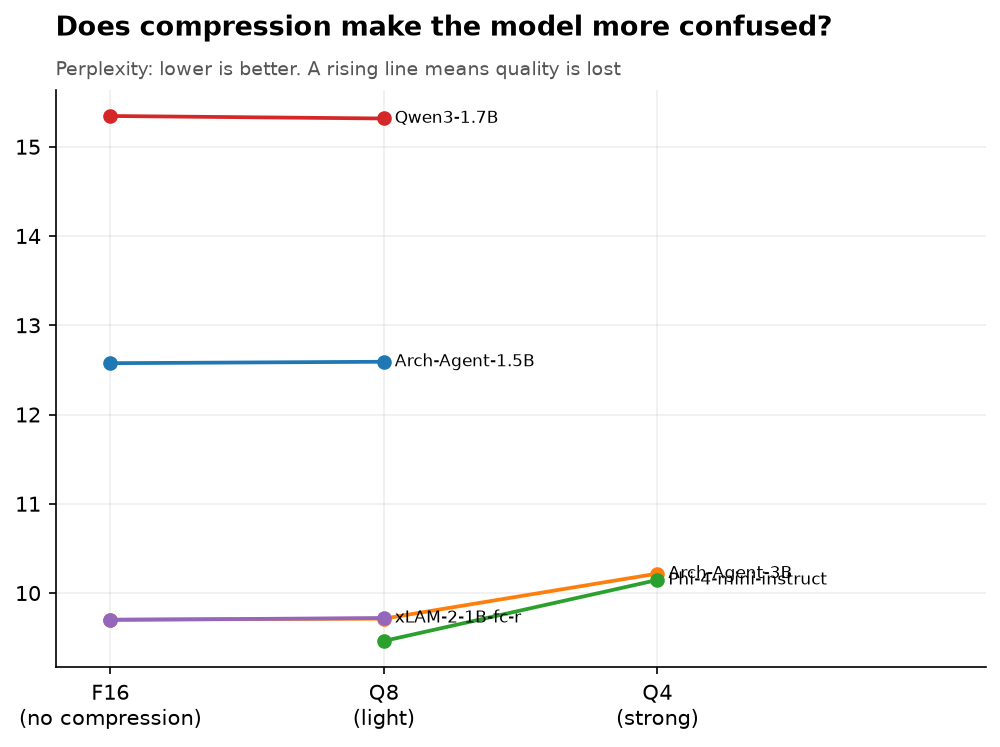 Does compression make the model more confused?
Perplexity: lower is better. A rising line means quality is lost
15
14
13
12
11
10
Qwen3-1.7B
Arch-Agent-1.5B
Arch-Agent-3B
Phi-4-mini-instruct
xLAM-2-1B-fc-r
F16
(no compression)
Q8
(light)
Q4
(strong)